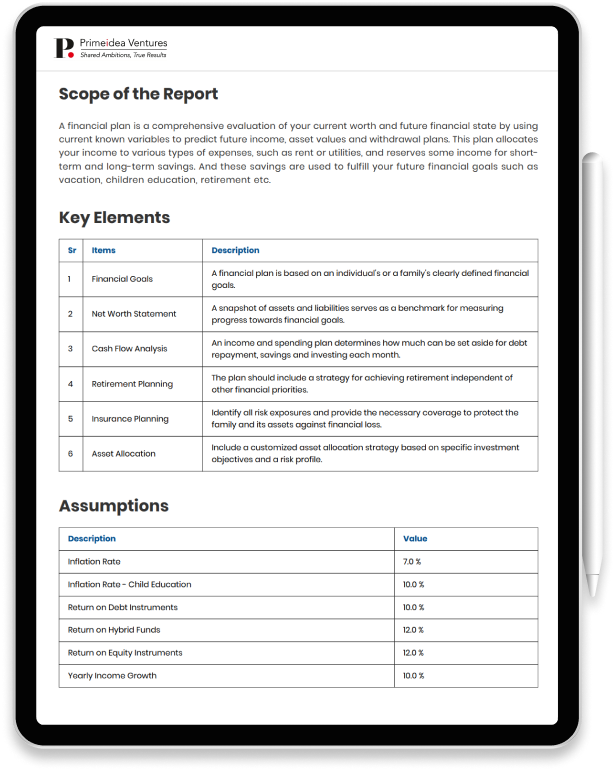 Primeidea Ventures
Shared Ambitions, True Results
Scope of the Report
A financial plan is a comprehensive evaluation of your current worth and future financial state by using
current known variables to predict future income, asset values and withdrawal plans. This plan allocates
your income to various types of expenses, such as rent or utilities, and reserves some income for short-
term and long-term savings. And these savings are used to fulfill your future financial goals such as
vacation, children education, retirement etc.
Key Elements
Sr Items Description
1 Financial Goals A financial plan is based on an individual's or a family's clearly defined financial
goals.
2 Net Worth Statement A snapshot of assets and liabilities serves as a benchmark for measuring
progress towards financial goals.
3 Cash Flow Analysis An income and spending plan determines how much can be set aside for debt
repayment, savings and investing each month.
4 Retirement Planning The plan should include a strategy for achieving retirement independent of
other financial priorities.
5 Insurance Planning Identify all risk exposures and provide the necessary coverage to protect the
family and its assets against financial loss.
6 Asset Allocation Include a customized asset allocation strategy based on specific investment
objectives and a risk profile.
Assumptions
Description Value
Inflation Rate 7.0 %
Inflation Rate - Child Education 10.0 %
Return on Debt Instruments 10.0 %
Return on Hybrid Funds 12.0 %
Return on Equity Instruments 12.0 %
Yearly Income Growth 10.0 %